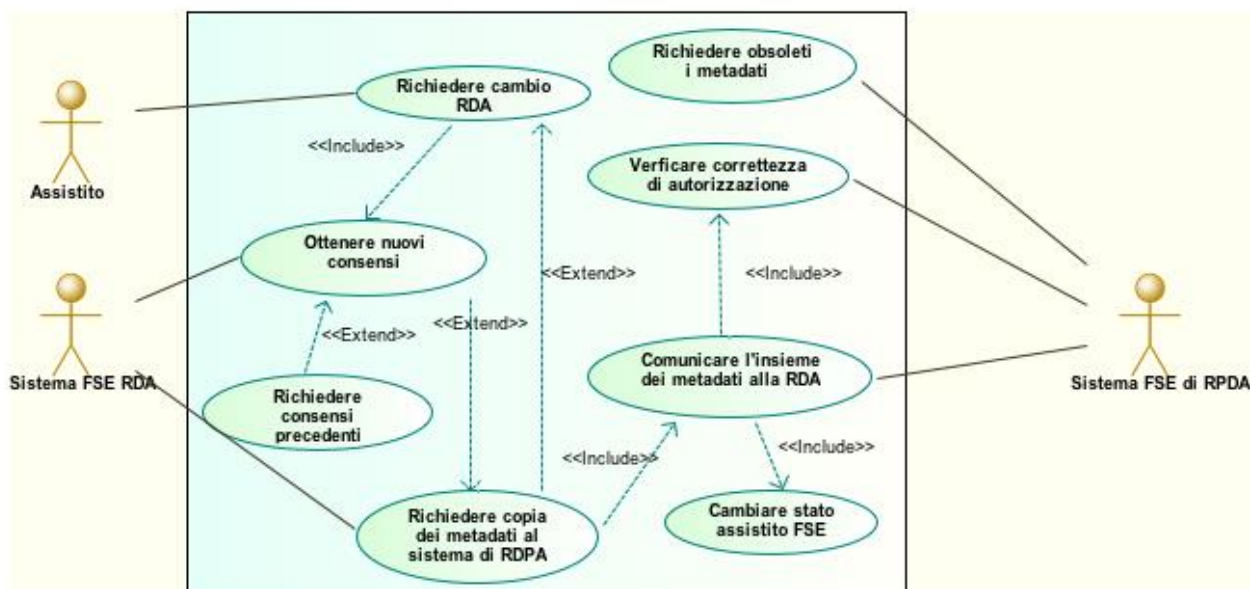 Richiedere obsoleti
i metadati
Richiedere cambio
RDA
<<Include>>
Verficare correttezza
di autorizzazione
Assistito
Ottenere nuovi
consensi
<<Extend>>
<<Include>>
<<Extend>>
<<Extend>>
Sistema FSE RDA
Comunicare l'insieme
dei metadati alla RDA
Sistema FSE di RPDA
Richiedere
consensi
precedenti
<<Include>>
<<Include>>
Richiedere copia
dei metadati al
sistema di RDPA
Cambiare stato
assistito FSE